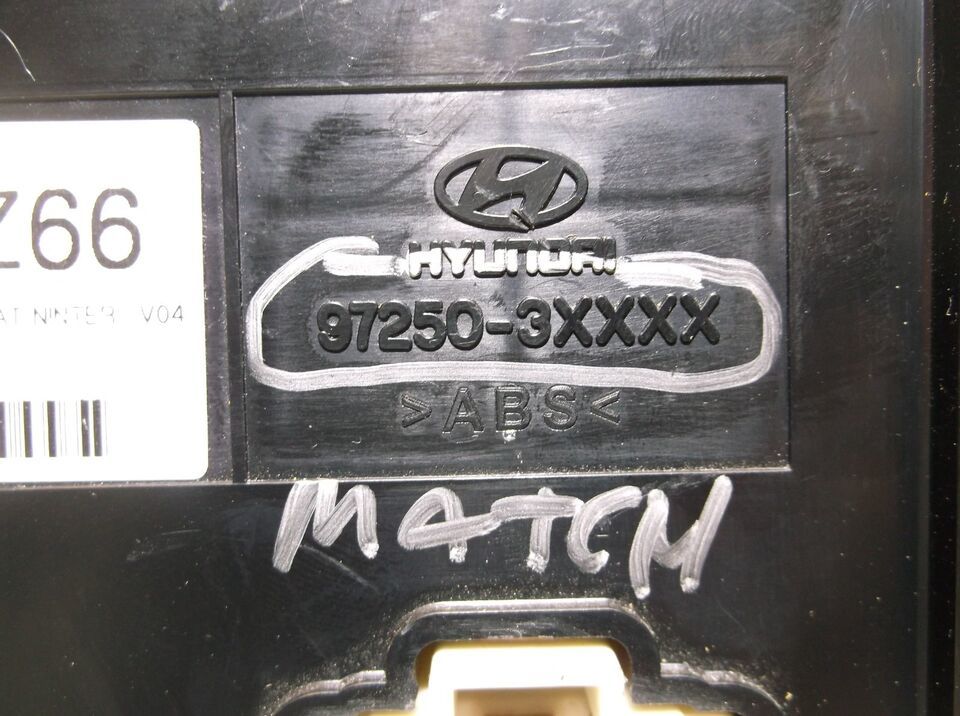 Z66
AT NINTER V04
HYUNDAI
97250-3XXXX
>ABS<
MATCH